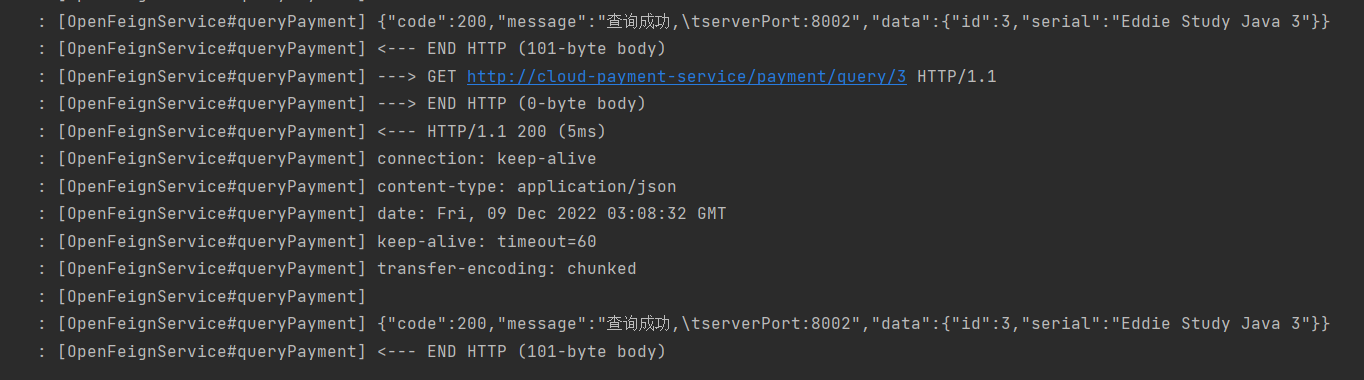 : [OpenFeignService#queryPayment] {"code":200,"message":"查询成功,\tserverPort:8002","data":{"id":3,"serial":"Eddie Study Java 3"}}
: [OpenFeignService#queryPayment] <--- END HTTP (101-byte body)
: [OpenFeignService#queryPayment] ---> GET http://cloud-payment-service/payment/query/3 HTTP/1.1
: [OpenFeignService#queryPayment] ---> END HTTP (0-byte body)
: [OpenFeignService#queryPayment] <--- HTTP/1.1 200 (5ms)
: [OpenFeignService#queryPayment] connection: keep-alive
: [OpenFeignService#queryPayment] content-type: application/json
: [OpenFeignService#queryPayment] date: Fri, 09 Dec 2022 03:08:32 GMT
: [OpenFeignService#queryPayment] keep-alive: timeout=60
: [OpenFeignService#queryPayment] transfer-encoding: chunked
: [OpenFeignService#queryPayment]
: [OpenFeignService#queryPayment] {"code":200,"message":"查询成功,\tserverPort:8002","data":{"id":3,"serial":"Eddie Study Java 3"}}
: [OpenFeignService#queryPayment] <--- END HTTP (101-byte body)